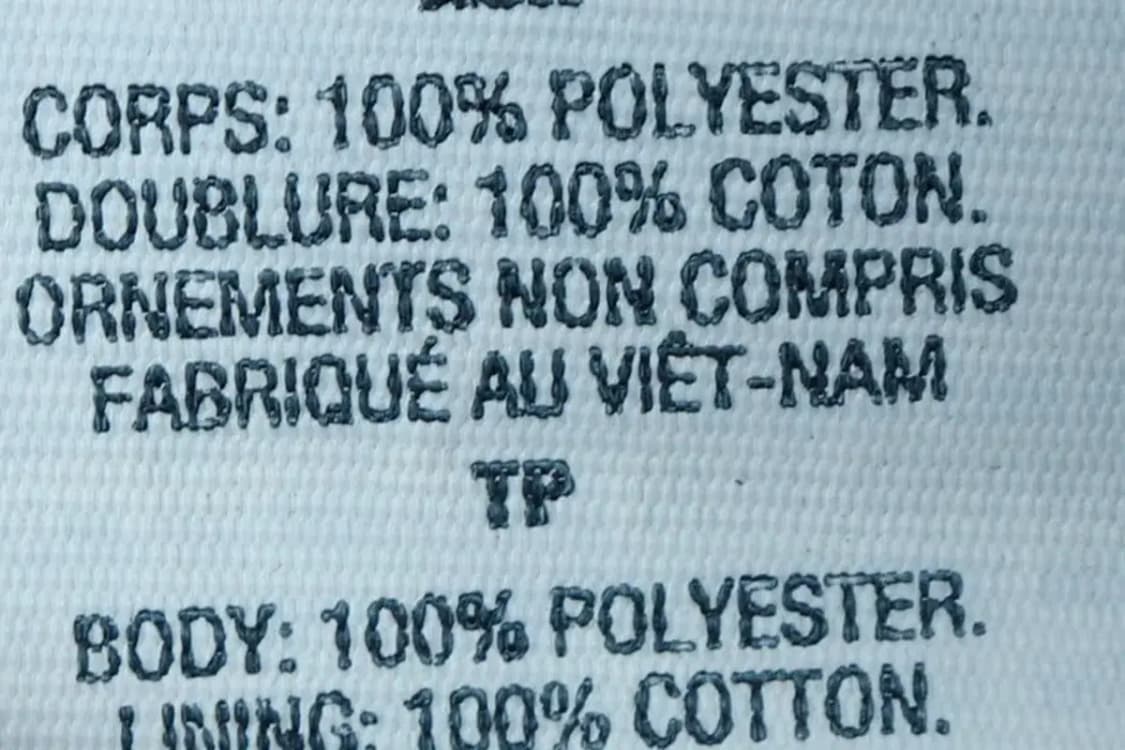 CORPS: 100% POLYESTER.
DOUBLURE: 100% COTON.
ORNEMENTS NON COMPRIS
FABRIQUÉ AU VIÊT-NAM
TP
BODY: 100% POLYESTER.
LINING: 100% COTTON.